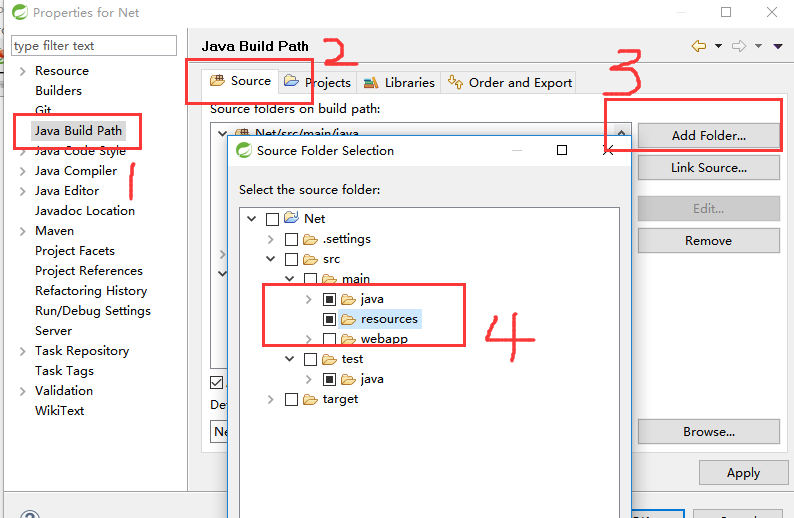 Properties for Net
type filter text
Resource
Builders
Git
Java Build Path
Java Code Style
Java Compiler
Java Editor
Javadoc Location
Maven
Project Facets
Project References
Refactoring History
Run/Debug Settings
Server
Task Repository
Task Tags
Validation
WikiText
1
Java Build Path
2
3
Source
Projects
Libraries
Order and Export
Source folders on build path:
Net/src/main/java
Add Folder...
Link Source...
Edit...
Remove
Browse...
Apply
Source Folder Selection
Select the source folder:
Net
.settings
src
main
java
resources
webapp
test
java
target
4